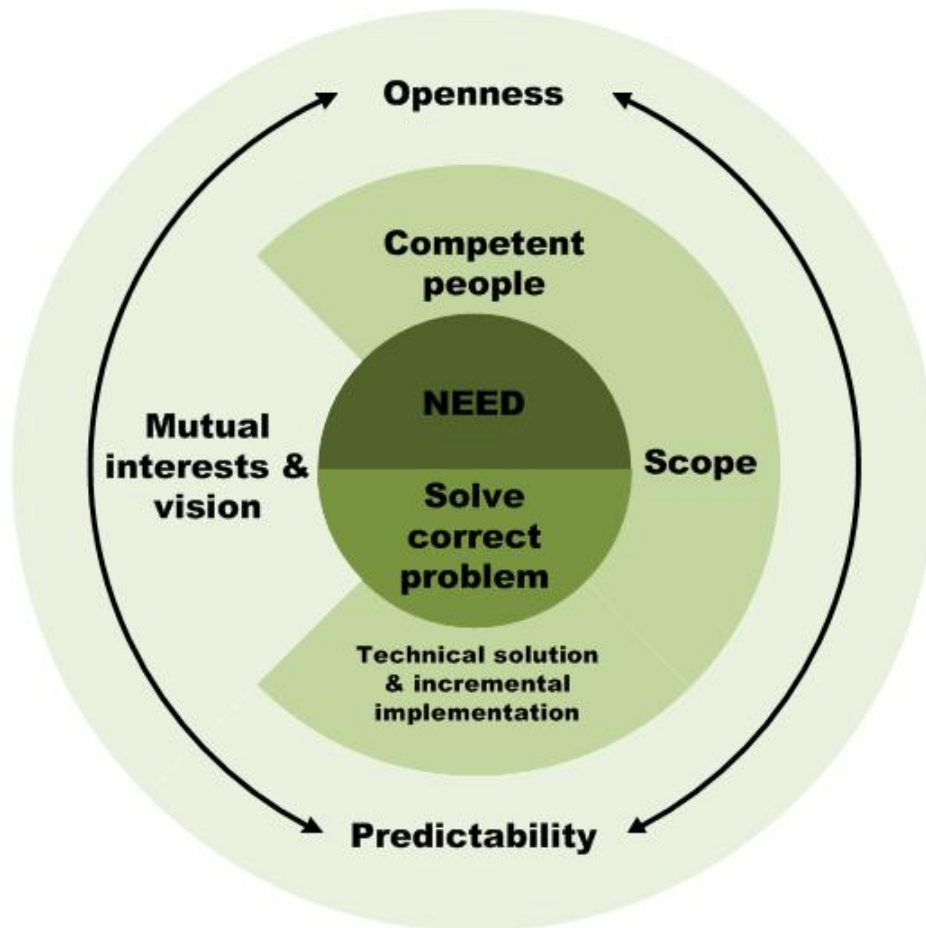 Openness
Competent
people
NEED
Mutual
interests &
vision
Scope
Solve
correct
problem
Technical solution
& incremental
implementation
Predictability